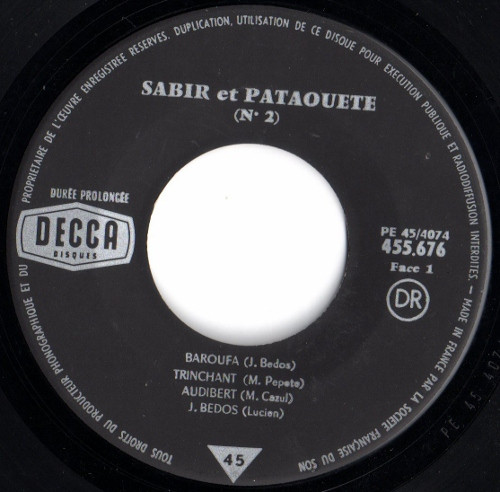 TOUS DROITS DU PRODUCTEUR PHONOGRAPHIQUE ET DU PROPRIETAIRE DE L'ŒUVRE ENREGISTREE RESERVES. DUPLICATION, UTILISATION DE CE DISQUE POUR EXECUTION PUBLIQUE ET RADIODIFFUSION INTERDITES. — MADE IN FRANCE PAR LA SOCIETE FRANÇAISE DU SON
SABIR et PATAOUETE
(N° 2)
DURÉE PROLONGÉE
DECCA
DISQUES
PE 45/4074
455.676
Face 1
DR
BAROUFA (J. Bedos)
TRINCHANT (M. Pepete)
AUDIBERT (M. Cazul)
J. BEDOS (Lucien)
45